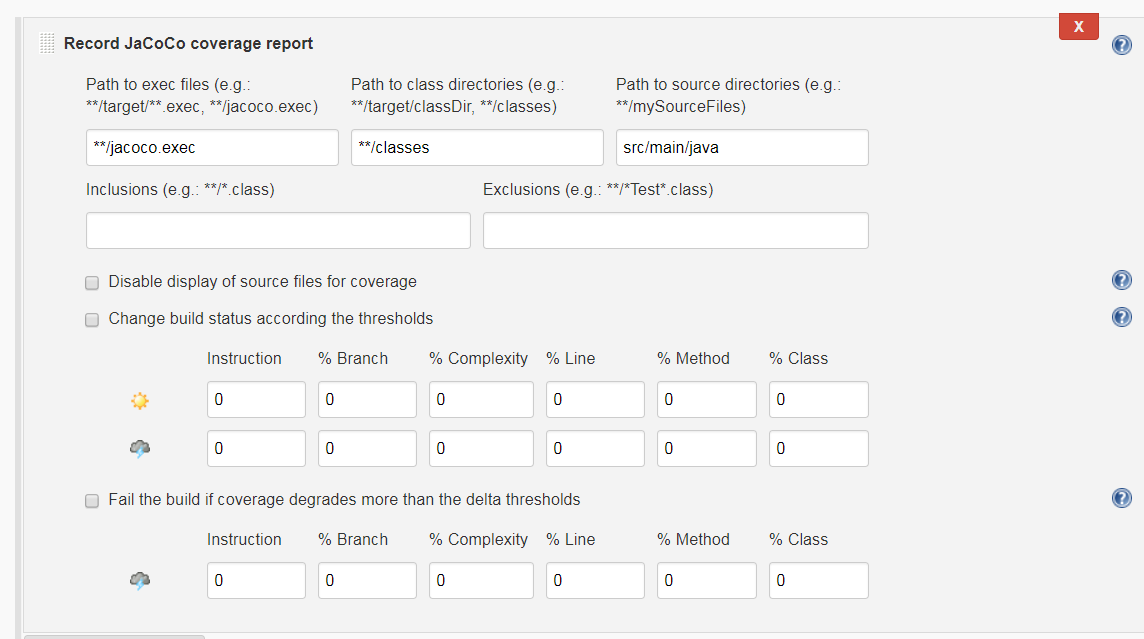 X
Record JaCoCo coverage report
Path to exec files (e.g.: Path to class directories (e.g.: Path to source directories (e.g.:
**/target/**.exec, **/jacoco.exec) **/target/classDir, **/classes) **/mySourceFiles)
**/jacoco.exec **/classes src/main/java
Inclusions (e.g.: **/*.class) Exclusions (e.g.: **/*Test*.class)
Disable display of source files for coverage
Change build status according the thresholds
Instruction % Branch % Complexity % Line % Method % Class
0 0 0 0 0 0
0 0 0 0 0 0
Fail the build if coverage degrades more than the delta thresholds
Instruction % Branch % Complexity % Line % Method % Class
0 0 0 0 0 0